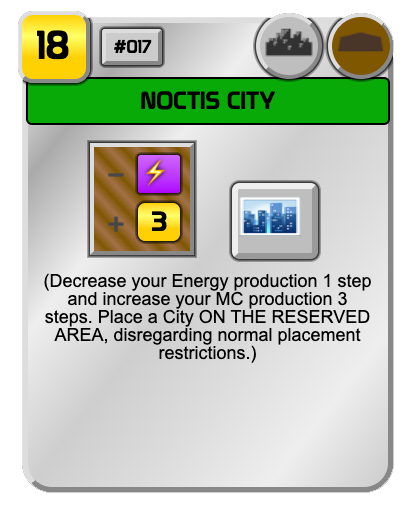 18
#017
NOCTIS CITY
−
+ 3
(Decrease your Energy production 1 step
and increase your MC production 3
steps. Place a City ON THE RESERVED
AREA, disregarding normal placement
restrictions.)